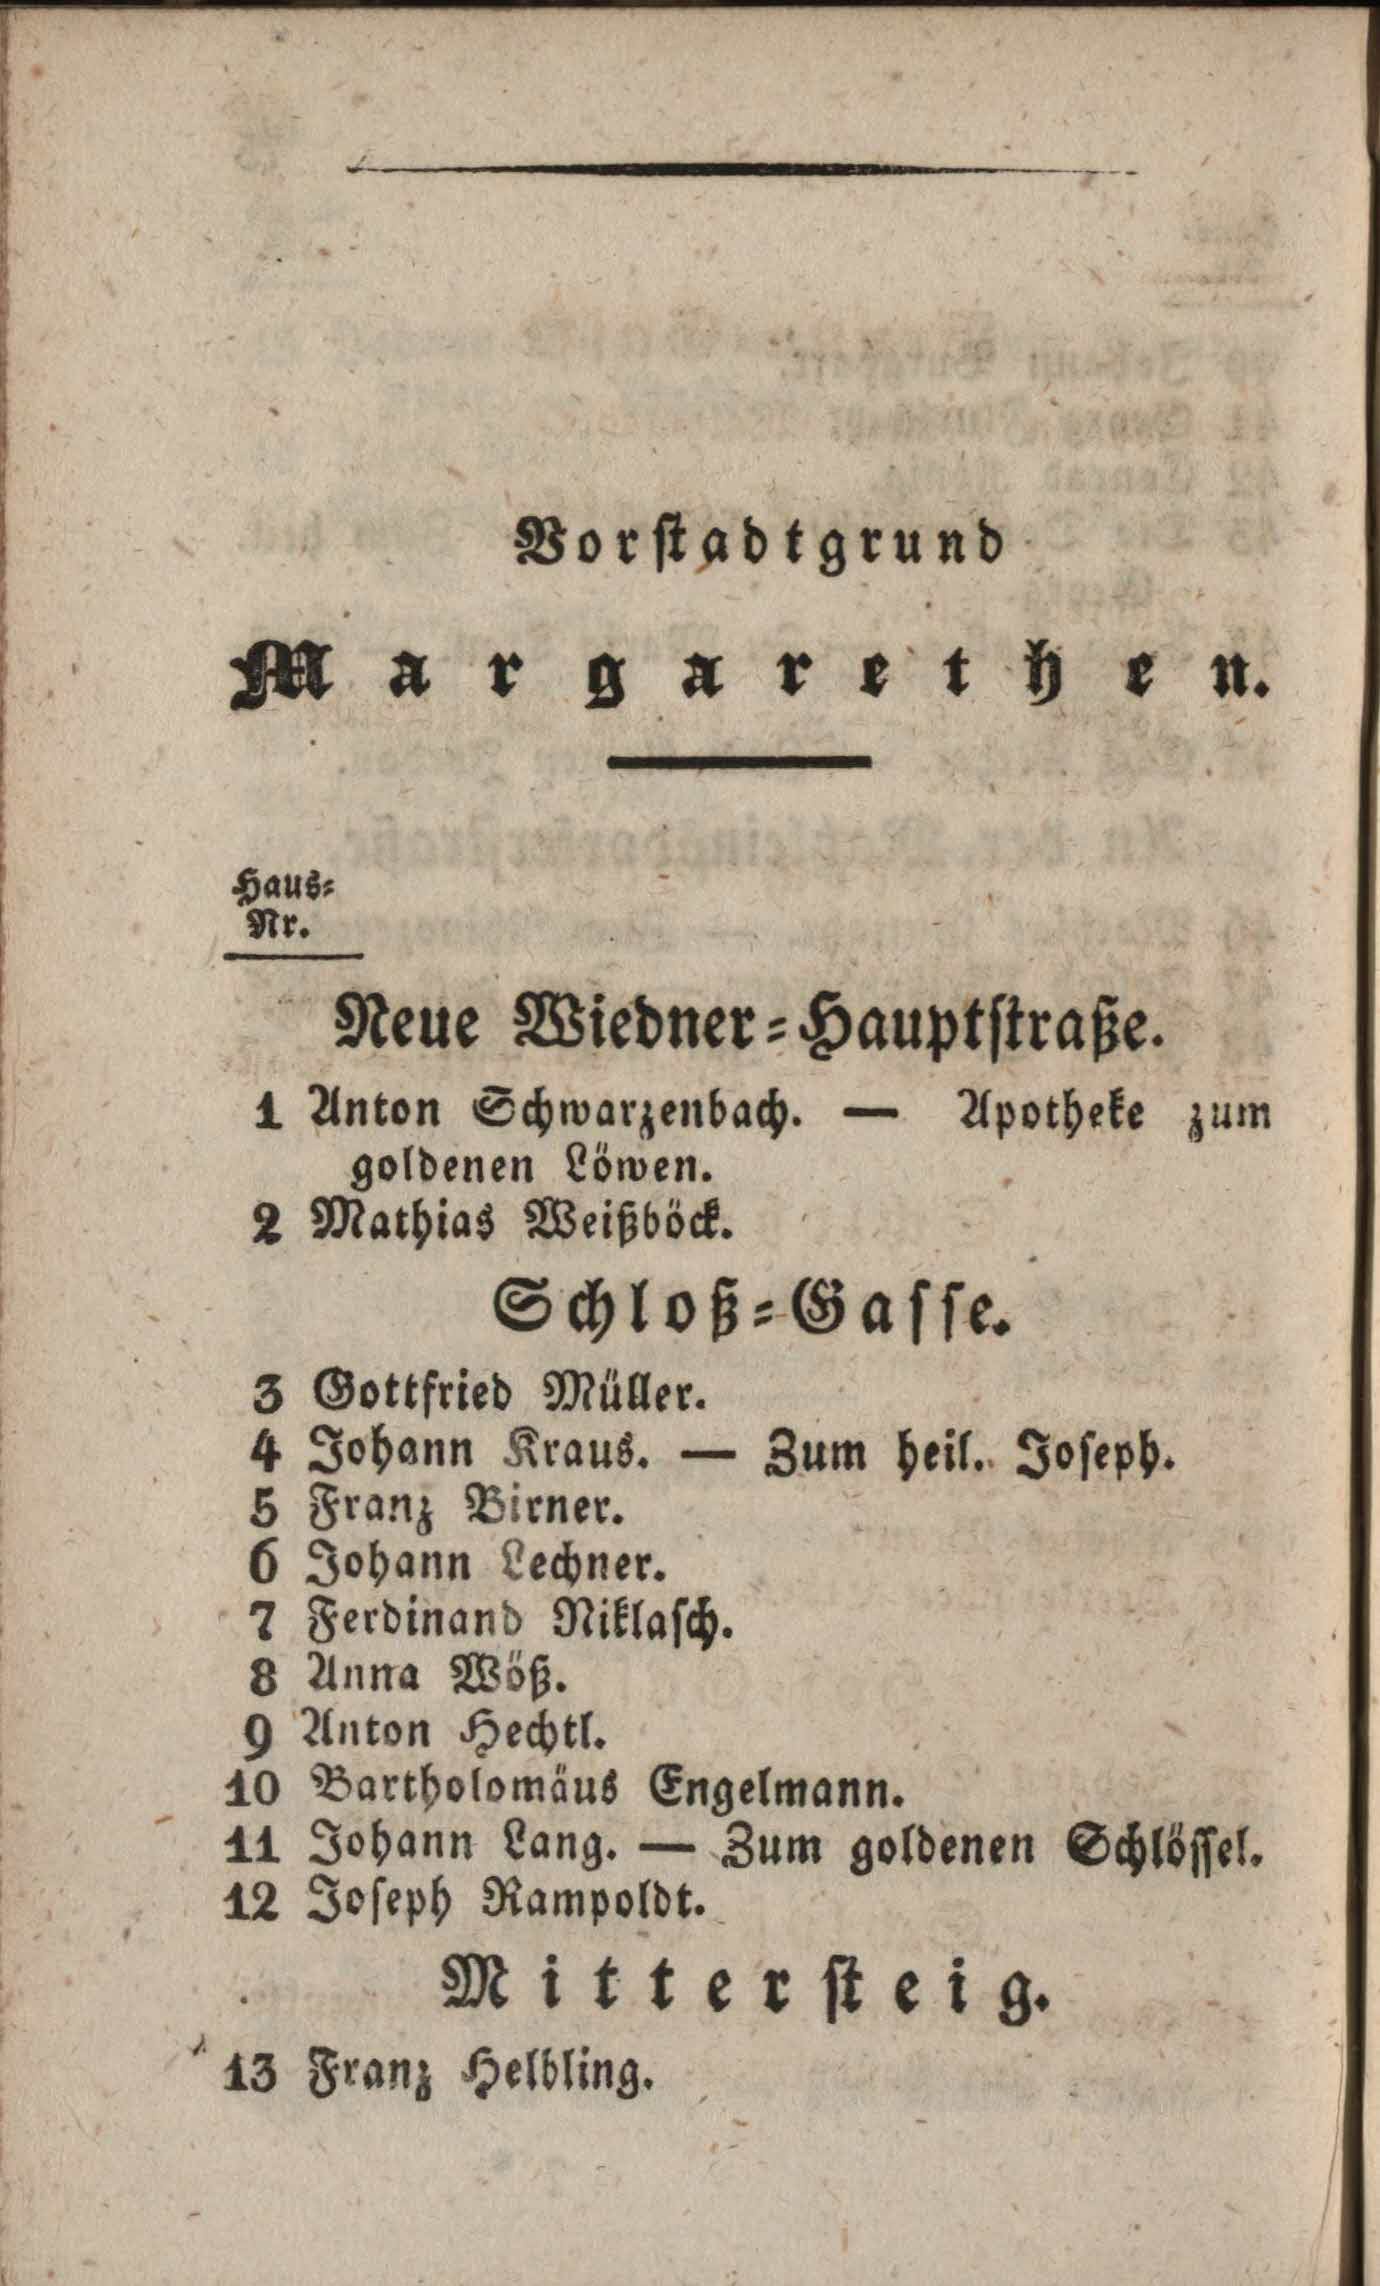 Vorstadtgrund
Margarethen.
Haus-
Nr.
Neue Wiedner-Hauptstraße.
1 Anton Schwarzenbach. — Apotheke zum
goldenen Löwen.
2 Mathias Weißböck.
Schloß-Gasse.
3 Gottfried Müller.
4 Johann Kraus. — Zum heil. Joseph.
5 Franz Birner.
6 Johann Lechner.
7 Ferdinand Niklasch.
8 Anna Wöß.
9 Anton Hechtl.
10 Bartholomäus Engelmann.
11 Johann Lang. — Zum goldenen Schlössel.
12 Joseph Rampoldt.
Mittersteig.
13 Franz Helbling.